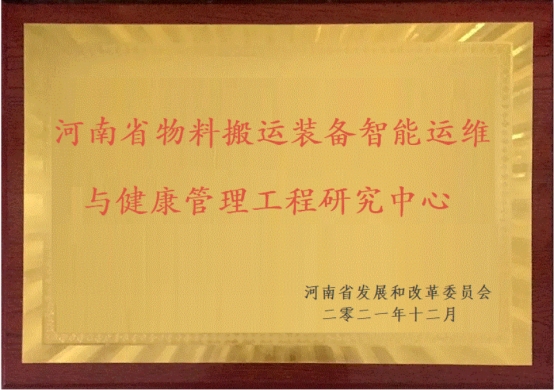 河南省物料搬运装备智能运维
与健康管理工程研究中心
河南省发展和改革委员会
二零二一年十二月